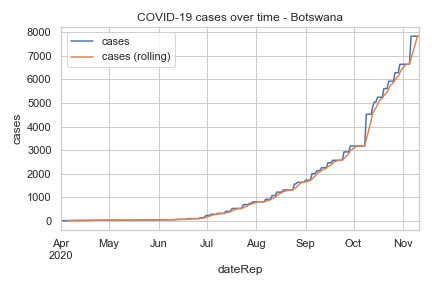 COVID-19 cases over time - Botswana
cases
cases (rolling)
8000
7000
6000
5000
4000
3000
2000
1000
0
cases
Apr May Jun Jul Aug Sep Oct Nov
2020
dateRep